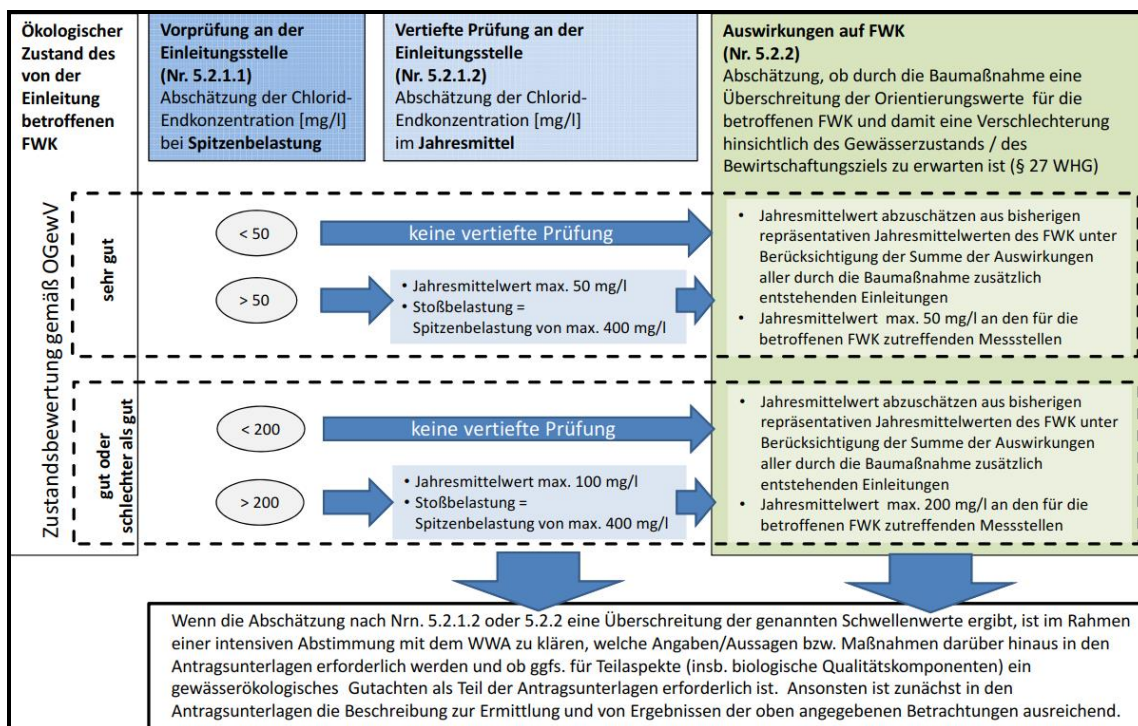 Ökologischer
Zustand des
von der
Einleitung
betroffenen
FWK
Vorprüfung an der
Einleitungsstelle
(Nr. 5.2.1.1)
Abschätzung der Chlorid-
Endkonzentration [mg/l]
bei Spitzenbelastung
Vertiefte Prüfung an der
Einleitungsstelle
(Nr. 5.2.1.2)
Abschätzung der Chlorid-
Endkonzentration [mg/l]
im Jahresmittel
Auswirkungen auf FWK
(Nr. 5.2.2)
Abschätzung, ob durch die Baumaßnahme eine
Überschreitung der Orientierungswerte für die
betroffenen FWK und damit eine Verschlechterung
hinsichtlich des Gewässerzustands / des
Bewirtschaftungsziels zu erwarten ist (§ 27 WHG)
Zustandsbewertung gemäß OGewV
sehr gut
< 50
keine vertiefte Prüfung
> 50
• Jahresmittelwert max. 50 mg/l
• Stoßbelastung =
Spitzenbelastung von max. 400 mg/l
• Jahresmittelwert abzuschätzen aus bisherigen
repräsentativen Jahresmittelwerten des FWK unter
Berücksichtigung der Summe der Auswirkungen
aller durch die Baumaßnahme zusätzlich
entstehenden Einleitungen
• Jahresmittelwert max. 50 mg/l an den für die
betroffenen FWK zutreffenden Messstellen
gut oder
schlechter als gut
< 200
keine vertiefte Prüfung
> 200
• Jahresmittelwert max. 100 mg/l
• Stoßbelastung =
Spitzenbelastung von max. 400 mg/l
• Jahresmittelwert abzuschätzen aus bisherigen
repräsentativen Jahresmittelwerten des FWK unter
Berücksichtigung der Summe der Auswirkungen
aller durch die Baumaßnahme zusätzlich
entstehenden Einleitungen
• Jahresmittelwert max. 200 mg/l an den für die
betroffenen FWK zutreffenden Messstellen
Wenn die Abschätzung nach Nrn. 5.2.1.2 oder 5.2.2 eine Überschreitung der genannten Schwellenwerte ergibt, ist im Rahmen
einer intensiven Abstimmung mit dem WWA zu klären, welche Angaben/Aussagen bzw. Maßnahmen darüber hinaus in den
Antragsunterlagen erforderlich werden und ob ggfs. für Teilaspekte (insb. biologische Qualitätskomponenten) ein
gewässerökologisches Gutachten als Teil der Antragsunterlagen erforderlich ist. Ansonsten ist zunächst in den
Antragsunterlagen die Beschreibung zur Ermittlung und von Ergebnissen der oben angegebenen Betrachtungen ausreichend.